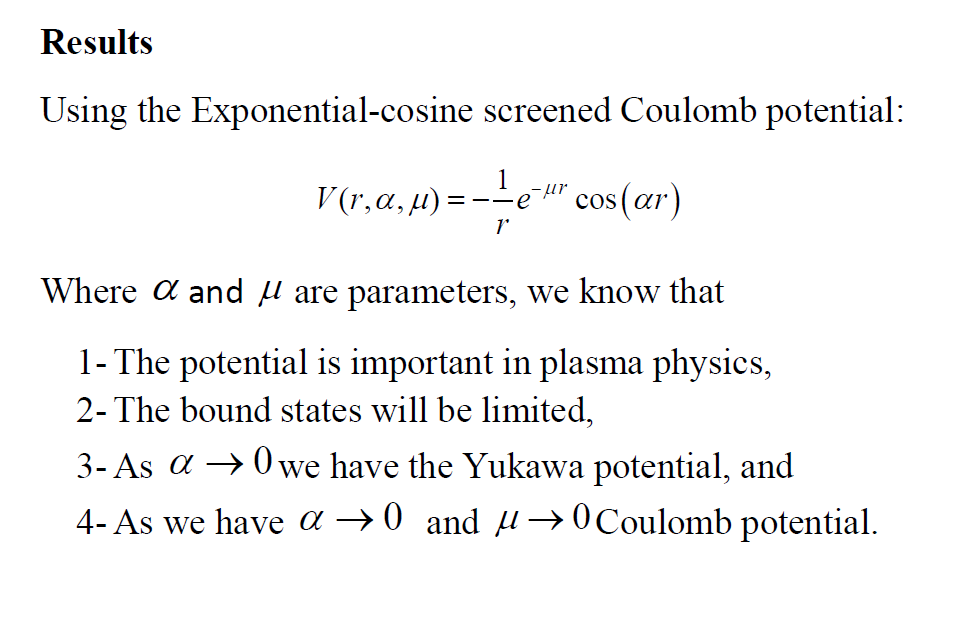 Results
Using the Exponential-cosine screened Coulomb potential:
V(r,α,μ) = −(1/r) e^{−μr} cos(αr)
Where α and μ are parameters, we know that
1- The potential is important in plasma physics,
2- The bound states will be limited,
3- As α → 0 we have the Yukawa potential, and
4- As we have α → 0 and μ → 0 Coulomb potential.